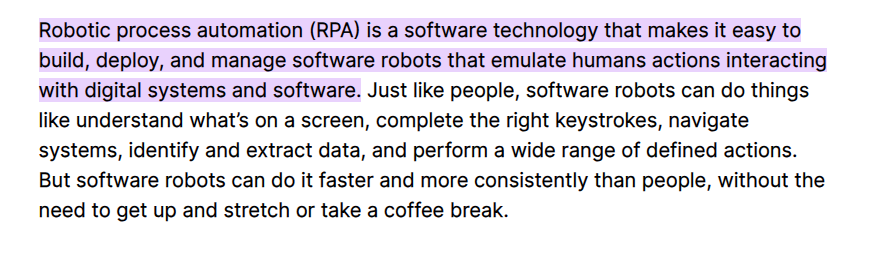 Robotic process automation (RPA) is a software technology that makes it easy to
build, deploy, and manage software robots that emulate humans actions interacting
with digital systems and software. Just like people, software robots can do things
like understand what’s on a screen, complete the right keystrokes, navigate
systems, identify and extract data, and perform a wide range of defined actions.
But software robots can do it faster and more consistently than people, without the
need to get up and stretch or take a coffee break.